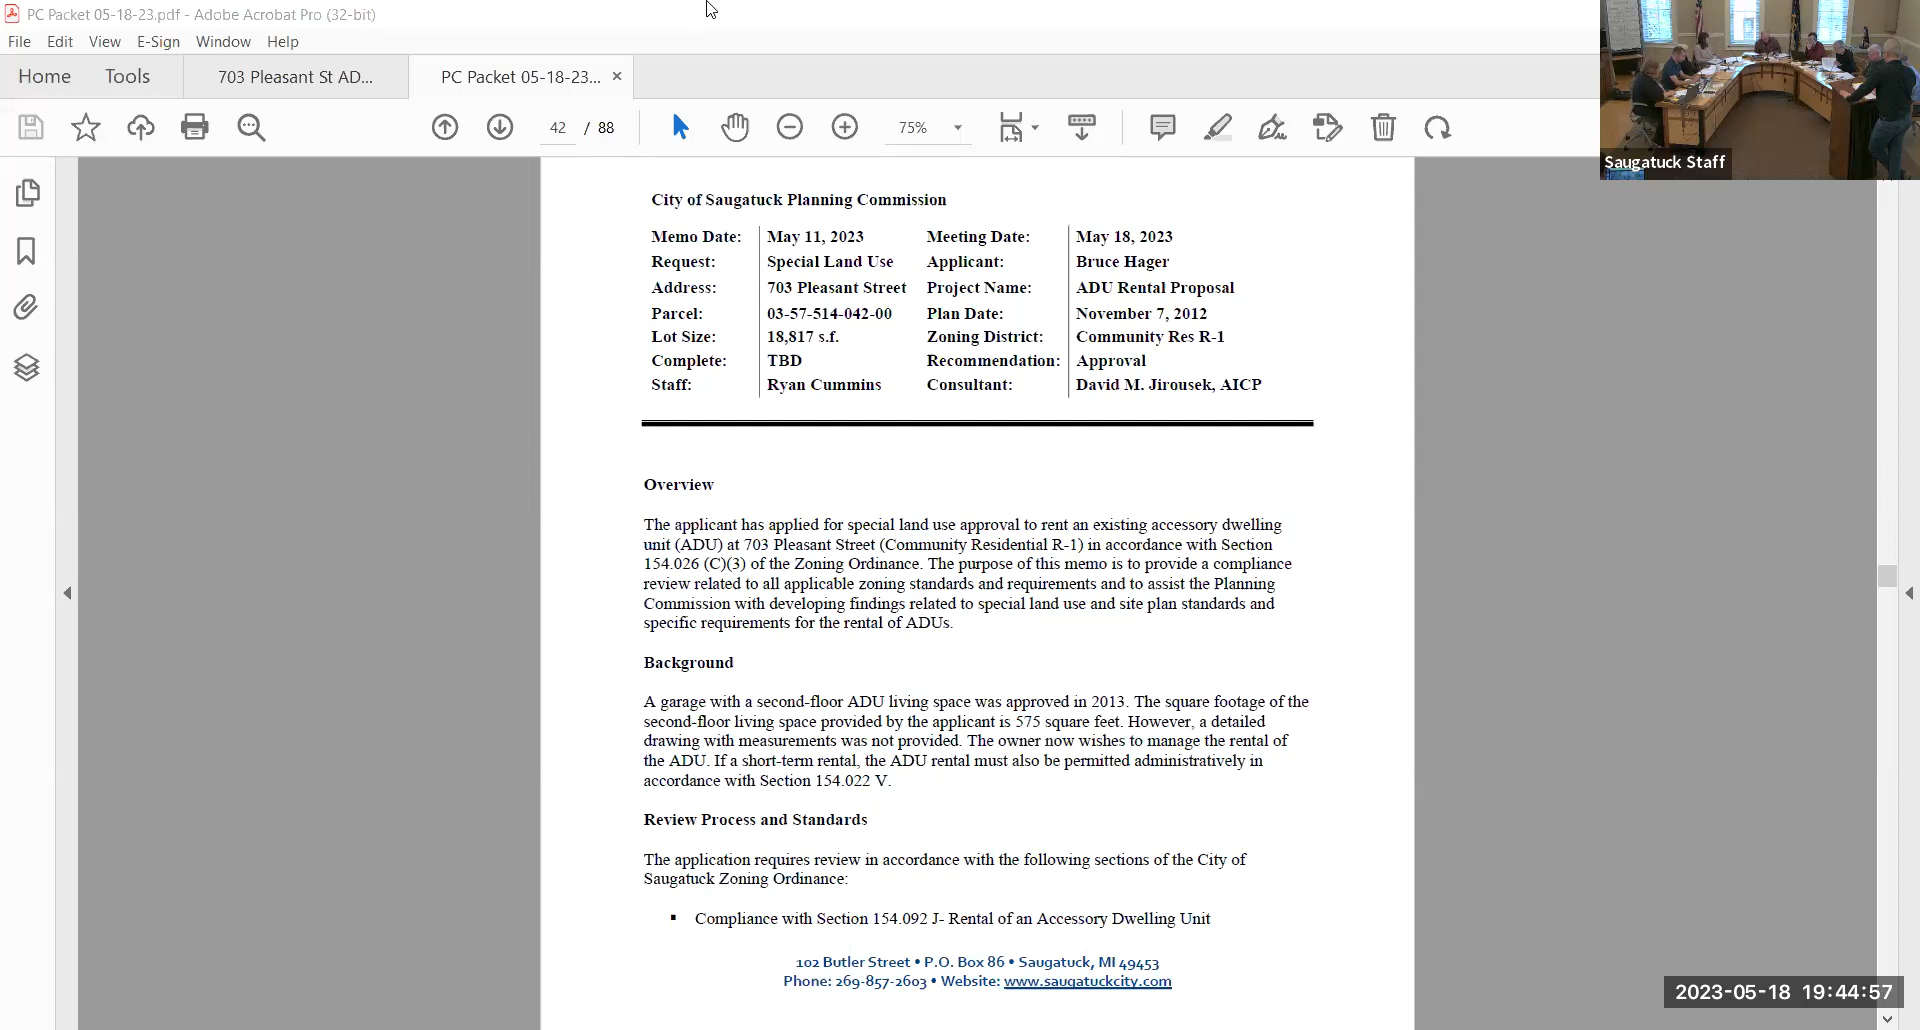 PC Packet 05-18-23.pdf - Adobe Acrobat Pro (32-bit)
File Edit View E-Sign Window Help
Home Tools 703 Pleasant St AD... PC Packet 05-18-23... ×
42 / 88 75%
Saugatuck Staff
City of Saugatuck Planning Commission
Memo Date: May 11, 2023 Meeting Date: May 18, 2023
Request: Special Land Use Applicant: Bruce Hager
Address: 703 Pleasant Street Project Name: ADU Rental Proposal
Parcel: 03-57-514-042-00 Plan Date: November 7, 2012
Lot Size: 18,817 s.f. Zoning District: Community Res R-1
Complete: TBD Recommendation: Approval
Staff: Ryan Cummins Consultant: David M. Jirousek, AICP
Overview
The applicant has applied for special land use approval to rent an existing accessory dwelling
unit (ADU) at 703 Pleasant Street (Community Residential R-1) in accordance with Section
154.026 (C)(3) of the Zoning Ordinance. The purpose of this memo is to provide a compliance
review related to all applicable zoning standards and requirements and to assist the Planning
Commission with developing findings related to special land use and site plan standards and
specific requirements for the rental of ADUs.
Background
A garage with a second-floor ADU living space was approved in 2013. The square footage of the
second-floor living space provided by the applicant is 575 square feet. However, a detailed
drawing with measurements was not provided. The owner now wishes to manage the rental of
the ADU. If a short-term rental, the ADU rental must also be permitted administratively in
accordance with Section 154.022 V.
Review Process and Standards
The application requires review in accordance with the following sections of the City of
Saugatuck Zoning Ordinance:
▪ Compliance with Section 154.092 J- Rental of an Accessory Dwelling Unit
102 Butler Street • P.O. Box 86 • Saugatuck, MI 49453
Phone: 269-857-2603 • Website: www.saugatuckcity.com
2023-05-18 19:44:57